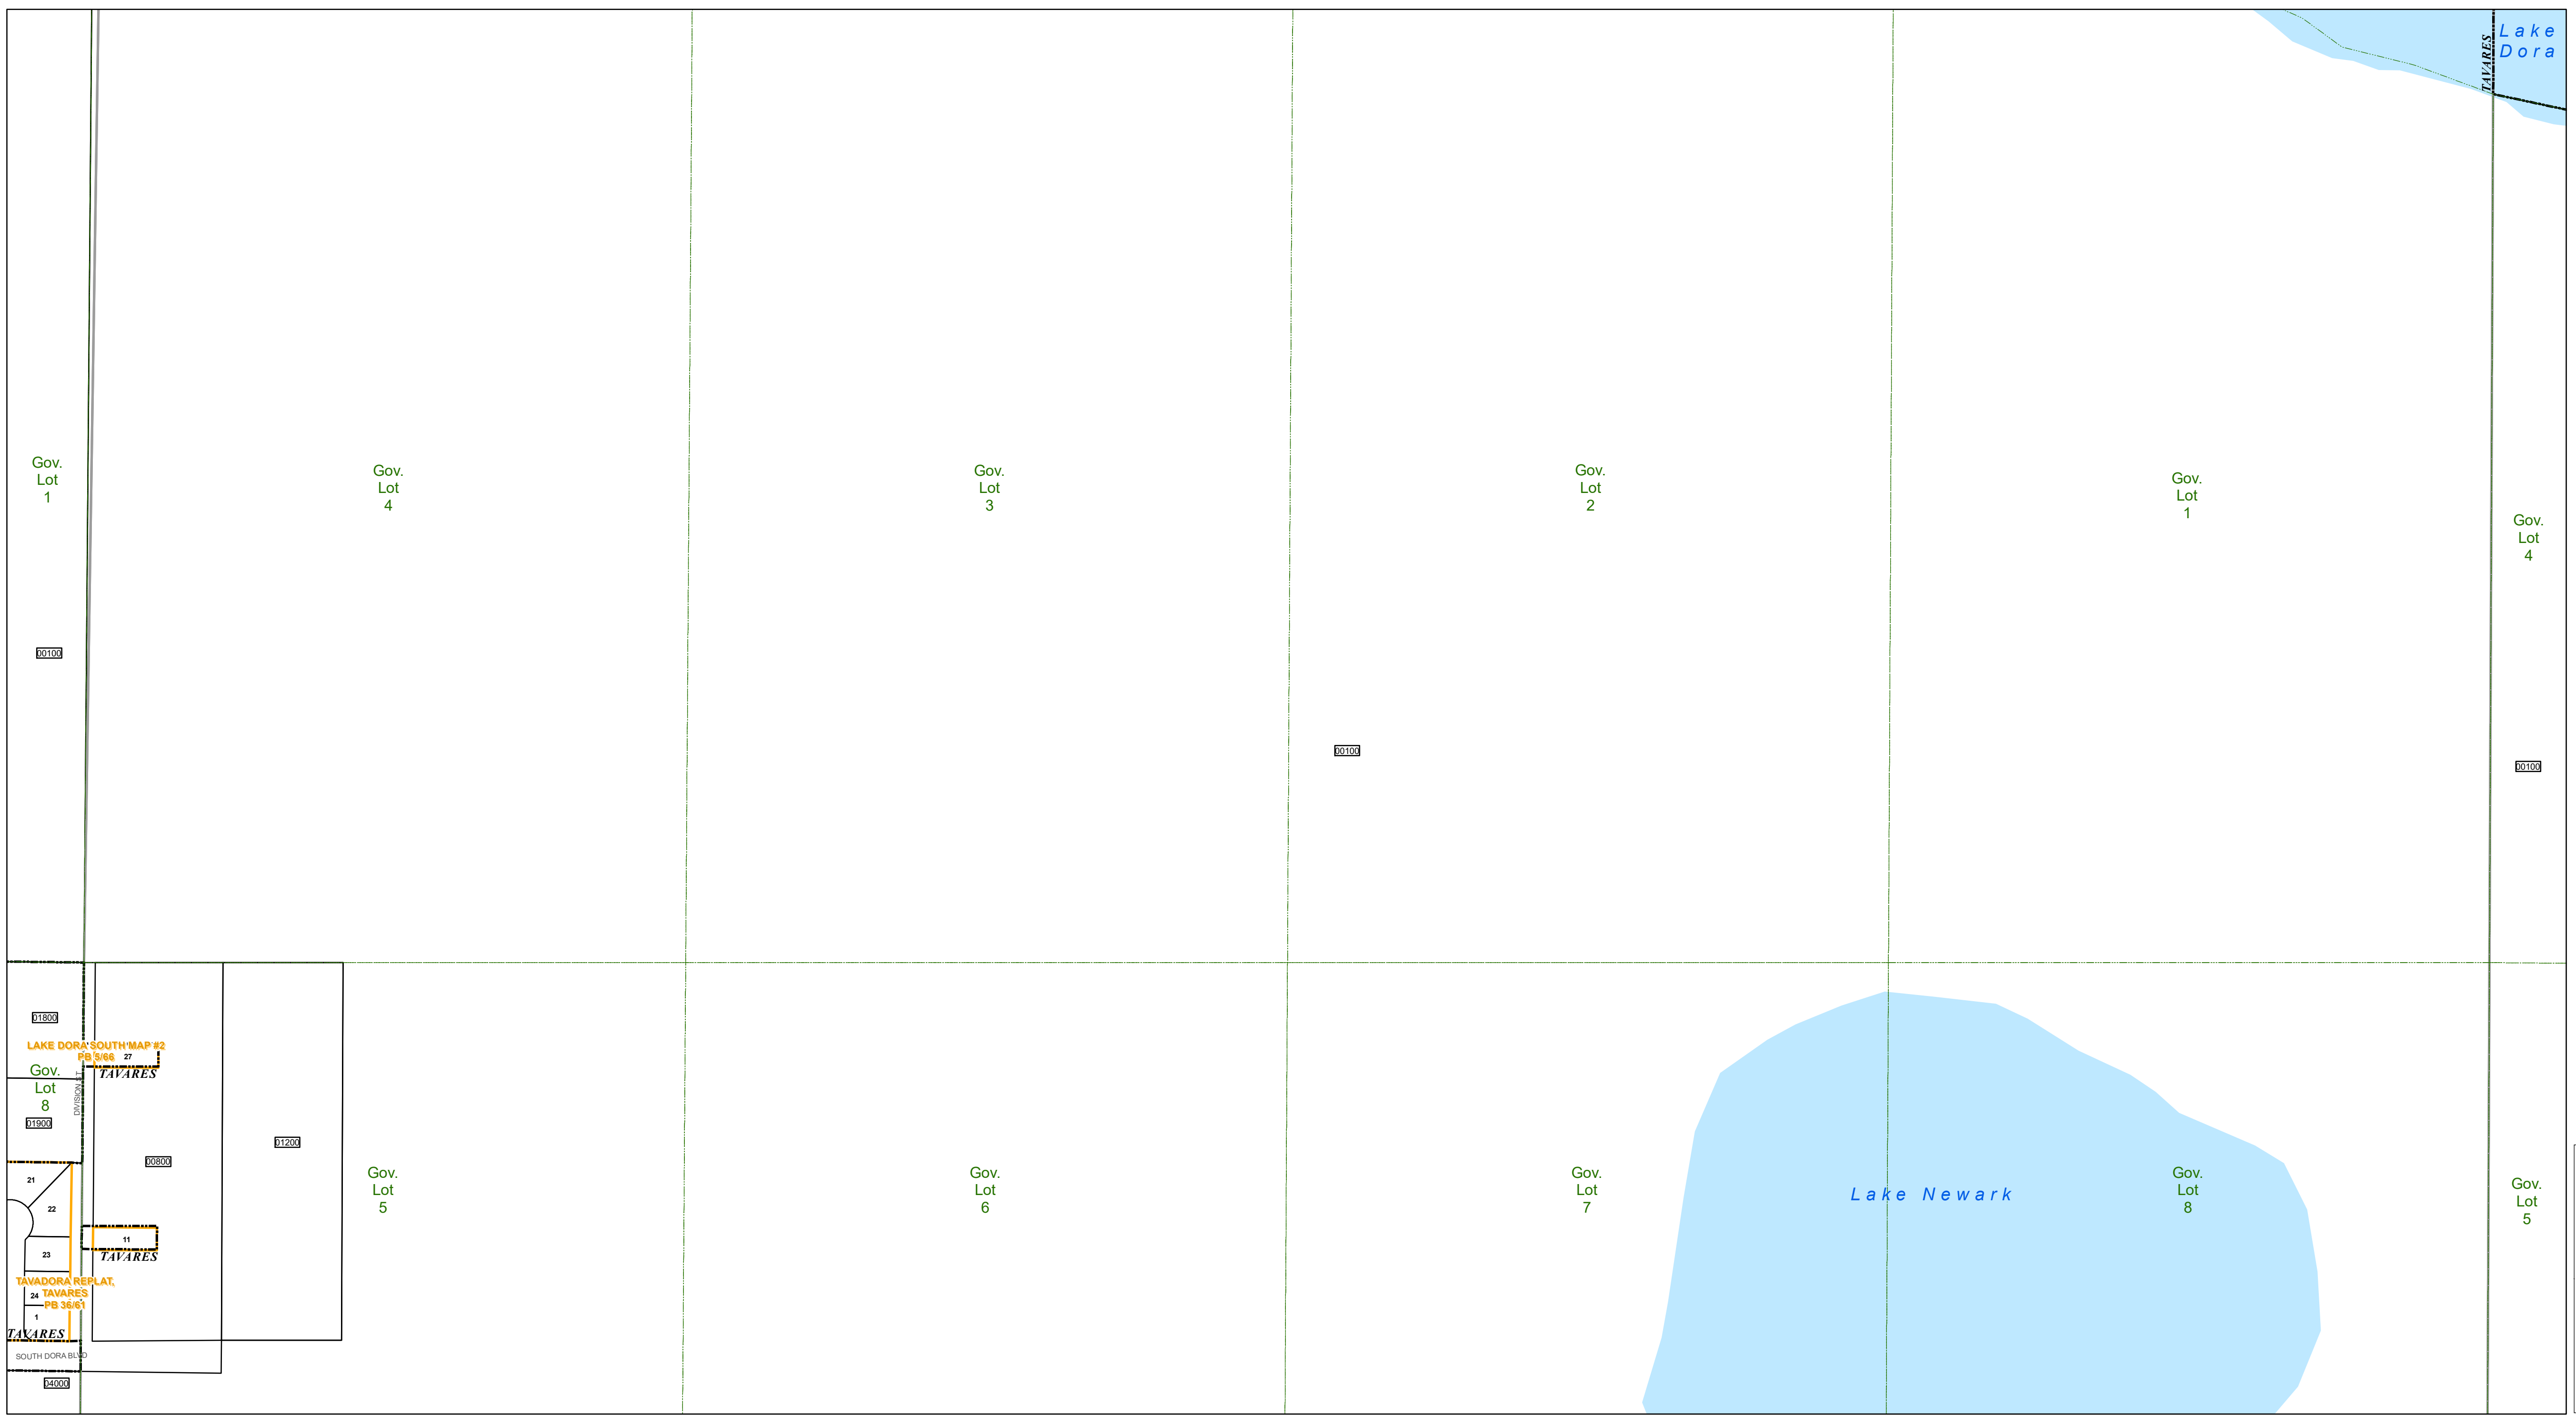 Lake
Dora
TAVARES
Gov.
Lot
1
Gov.
Lot
4
Gov.
Lot
3
Gov.
Lot
2
Gov.
Lot
1
Gov.
Lot
4
00100
00100
00100
01800
LAKE DORA SOUTH MAP #2
PB 5/66
27
TAVARES
Gov.
Lot
8
DIVISION ST
01900
00800
01200
21
22
23
24
1
11
TAVARES
TAVADORA REPLAT,
TAVARES
PB 36/61
TAVARES
SOUTH DORA BLVD
04000
Gov.
Lot
5
Gov.
Lot
6
Gov.
Lot
7
Lake Newark
Gov.
Lot
8
Gov.
Lot
5